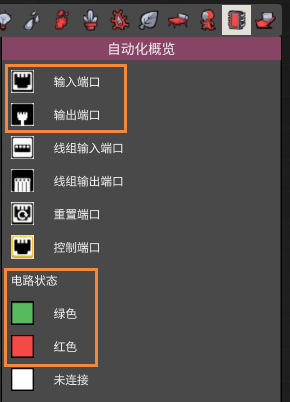 自动化概览
输入端口
输出端口
线组输入端口
线组输出端口
重置端口
控制端口
电路状态
绿色
红色
未连接